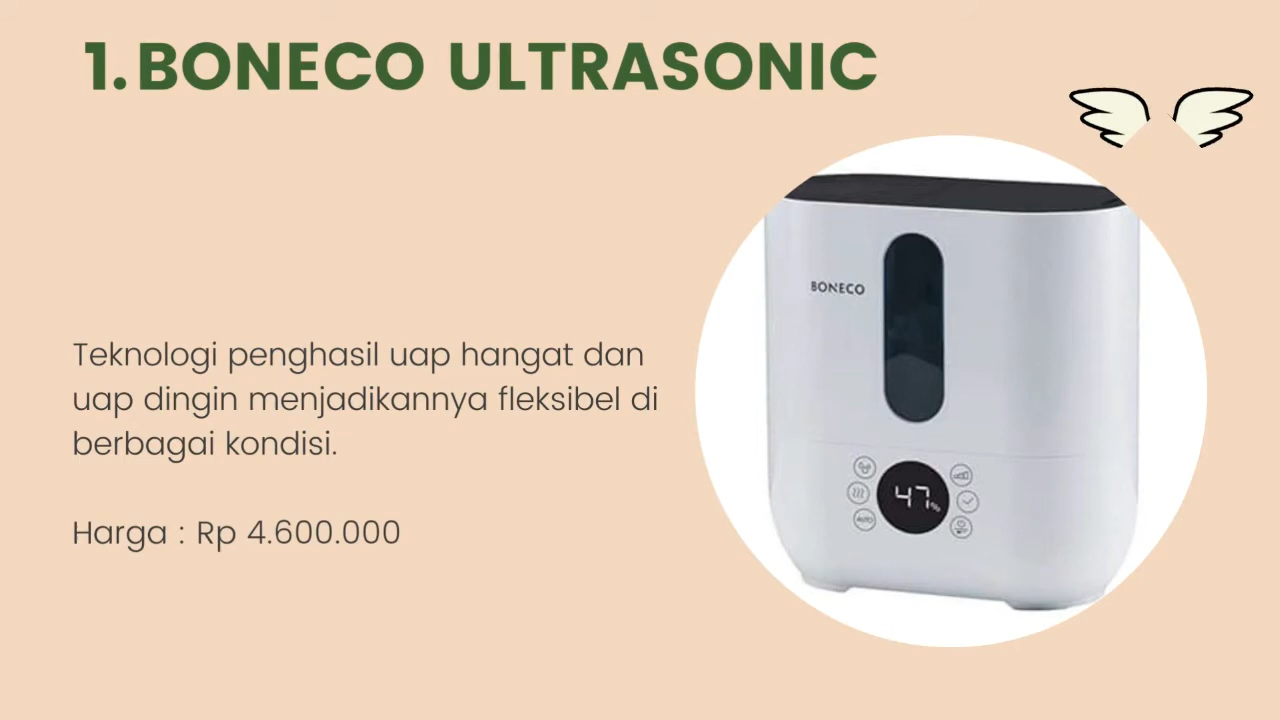 1. BONECO ULTRASONIC
BONECO
Teknologi penghasil uap hangat dan
uap dingin menjadikannya fleksibel di
berbagai kondisi.
47%
AUTO
Harga : Rp 4.600.000